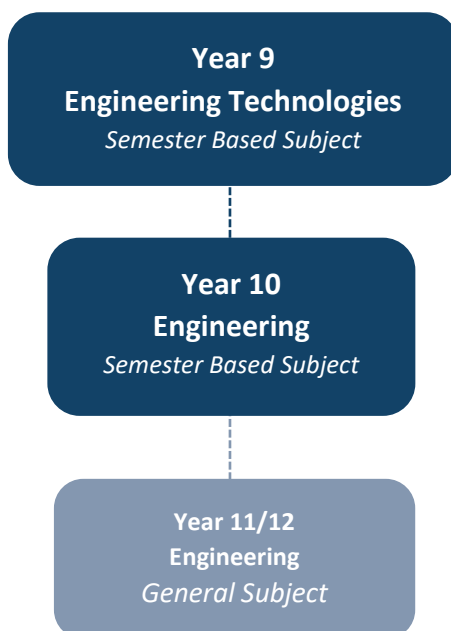 Year 9
Engineering Technologies
Semester Based Subject
Year 10
Engineering
Semester Based Subject
Year 11/12
Engineering
General Subject